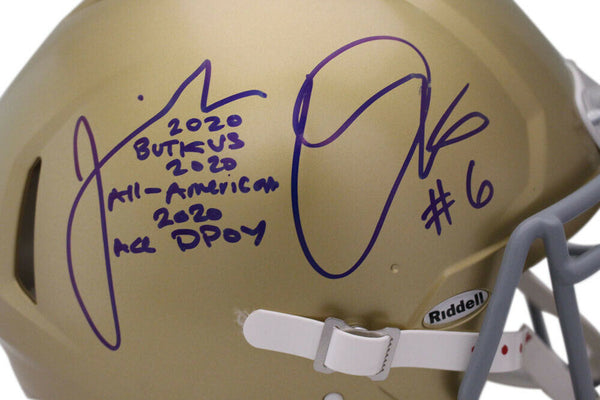 2020
BUTKUS
2020
All-American
2020
Acc DPOY
#6
Riddell